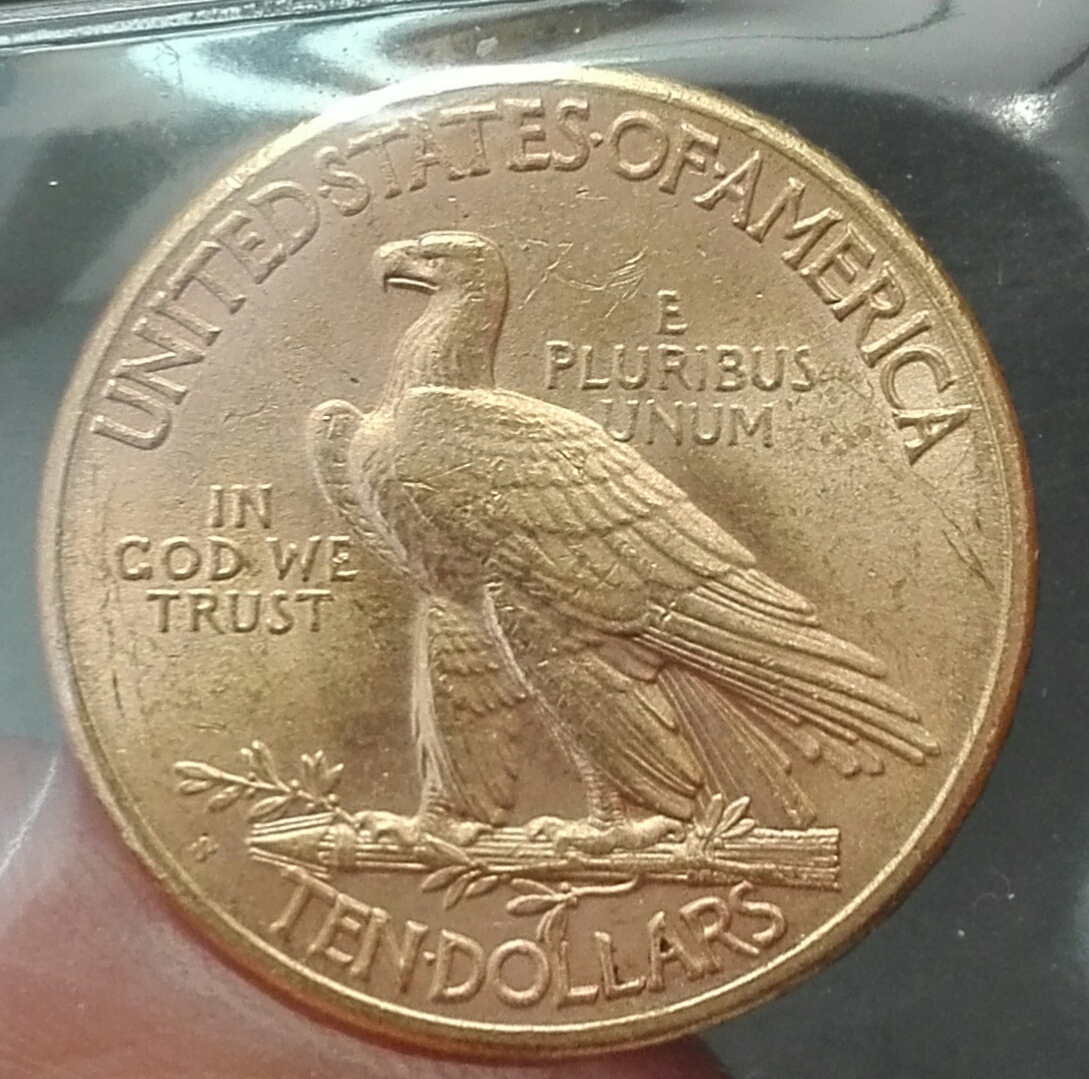 UNITED·STATES·OF·AMERICA
E
PLURIBUS
UNUM
IN
GOD WE
TRUST
S
TEN·DOLLARS